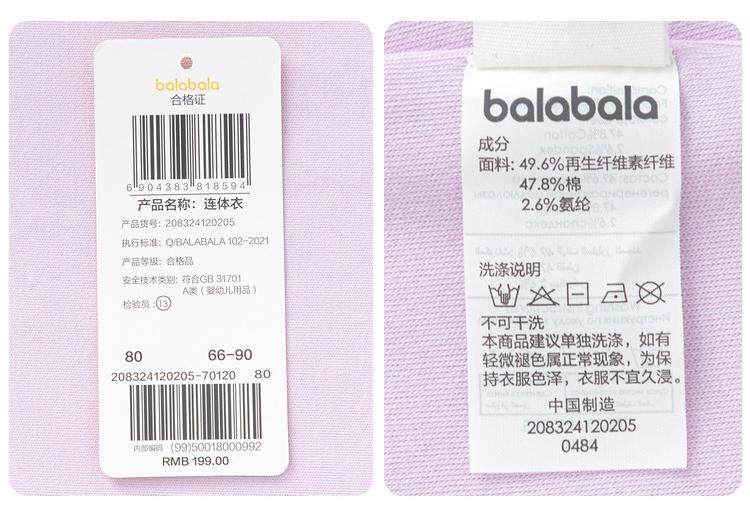 balabala
合格证
6 904383 818594
产品名称：连体衣
产品货号: 208324120205
执行标准: Q/BALABALA 102-2021
产品等级: 合格品
安全技术类别: 符合GB 31701
A类（婴幼儿用品）
检验员: 13
80 66-90
208324120205-70120 80
内部编码 (99)50018000992
RMB 199.00
balabala
成分
面料: 49.6%再生纤维素纤维
47.8%棉
2.6%氨纶
洗涤说明
不可干洗
本商品建议单独洗涤，如有
轻微褪色属正常现象，为保
持衣服色泽，衣服不宜久浸。
中国制造
208324120205
0484